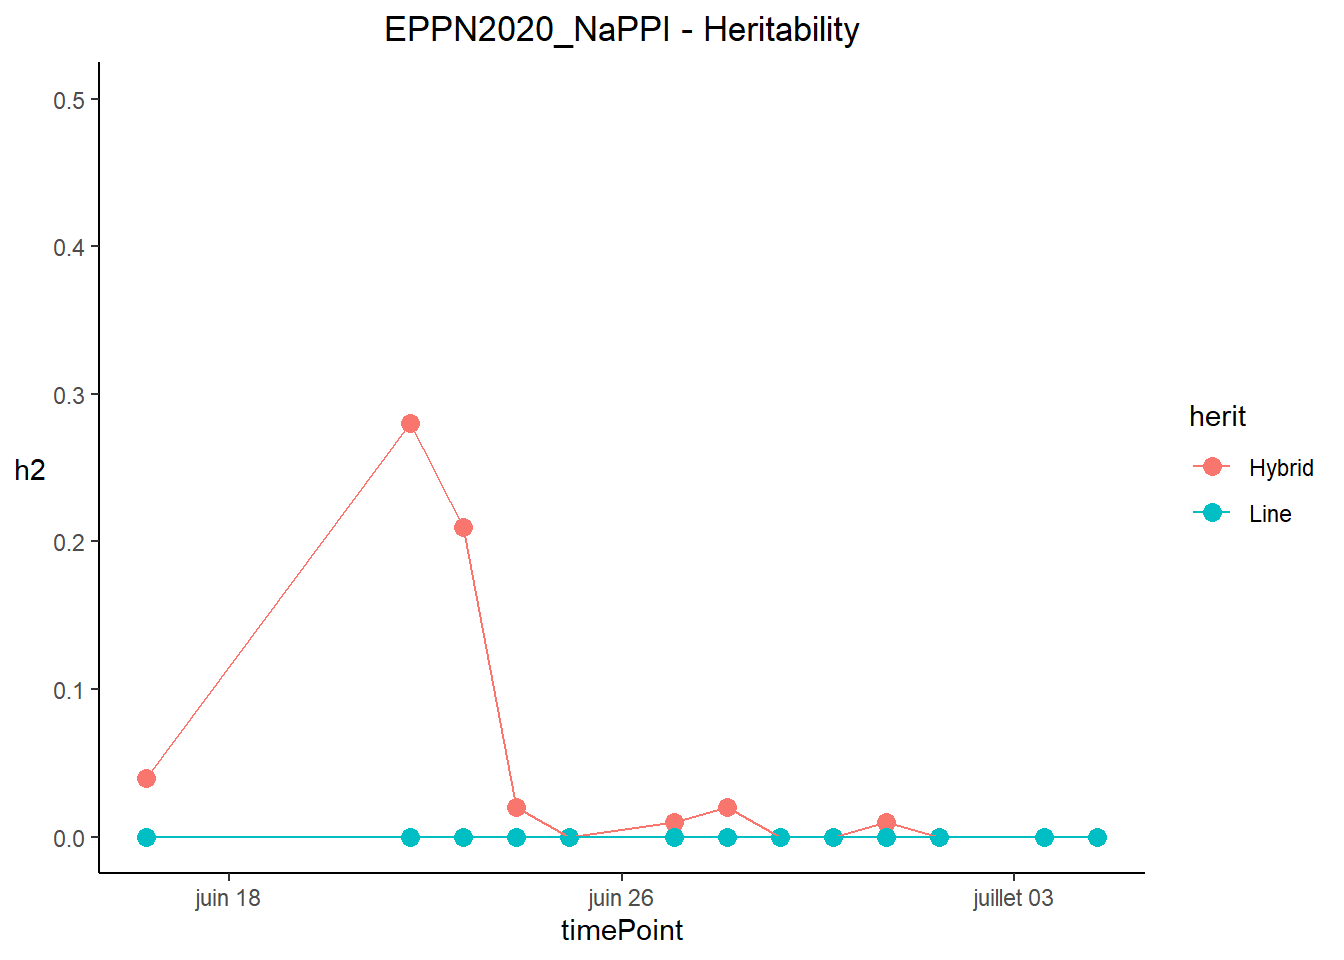 EPPN2020_NaPPI - Heritability
0.5
0.4
0.3
0.2
0.1
0.0
h2
juin 18
juin 26
juillet 03
timePoint
herit
Hybrid
Line